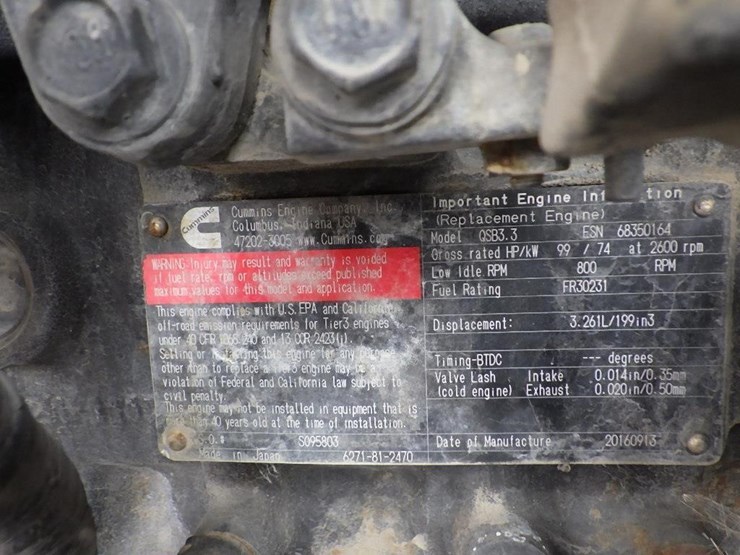 Cummins
Cummins Engine Company, Inc.
Columbus, Indiana USA
47202-3005 www.Cummins.com
WARNING Injury may result and warranty is voided
if fuel rate, rpm or altitudes exceed published
maximum values for this model and application.
This engine complies with U.S. EPA and California
off-road emission requirements for Tier3 engines
under 40 CFR 1068.240 and 13 CCR 2423(j).
Selling or installing this engine for any purpose
other than to replace a Tier3 engine may be a
violation of Federal and California law subject to
civil penalty.
This engine may not be installed in equipment that is
than 40 years old at the time of installation.
S.O.# S095803
Made in Japan 6271-81-2470
Important Engine Inf tion
(Replacement Engine)
Model QSB3.3 ESN 68350164
Gross rated HP/kW 99 / 74 at 2600 rpm
Low Idle RPM 800 RPM
Fuel Rating FR30231
Displacement: 3.261L/199in3
Timing-BTDC --- degrees
Valve Lash Intake 0.014in/0.35mm
(cold engine) Exhaust 0.020in/0.50mm
Date of Manufacture 20160913